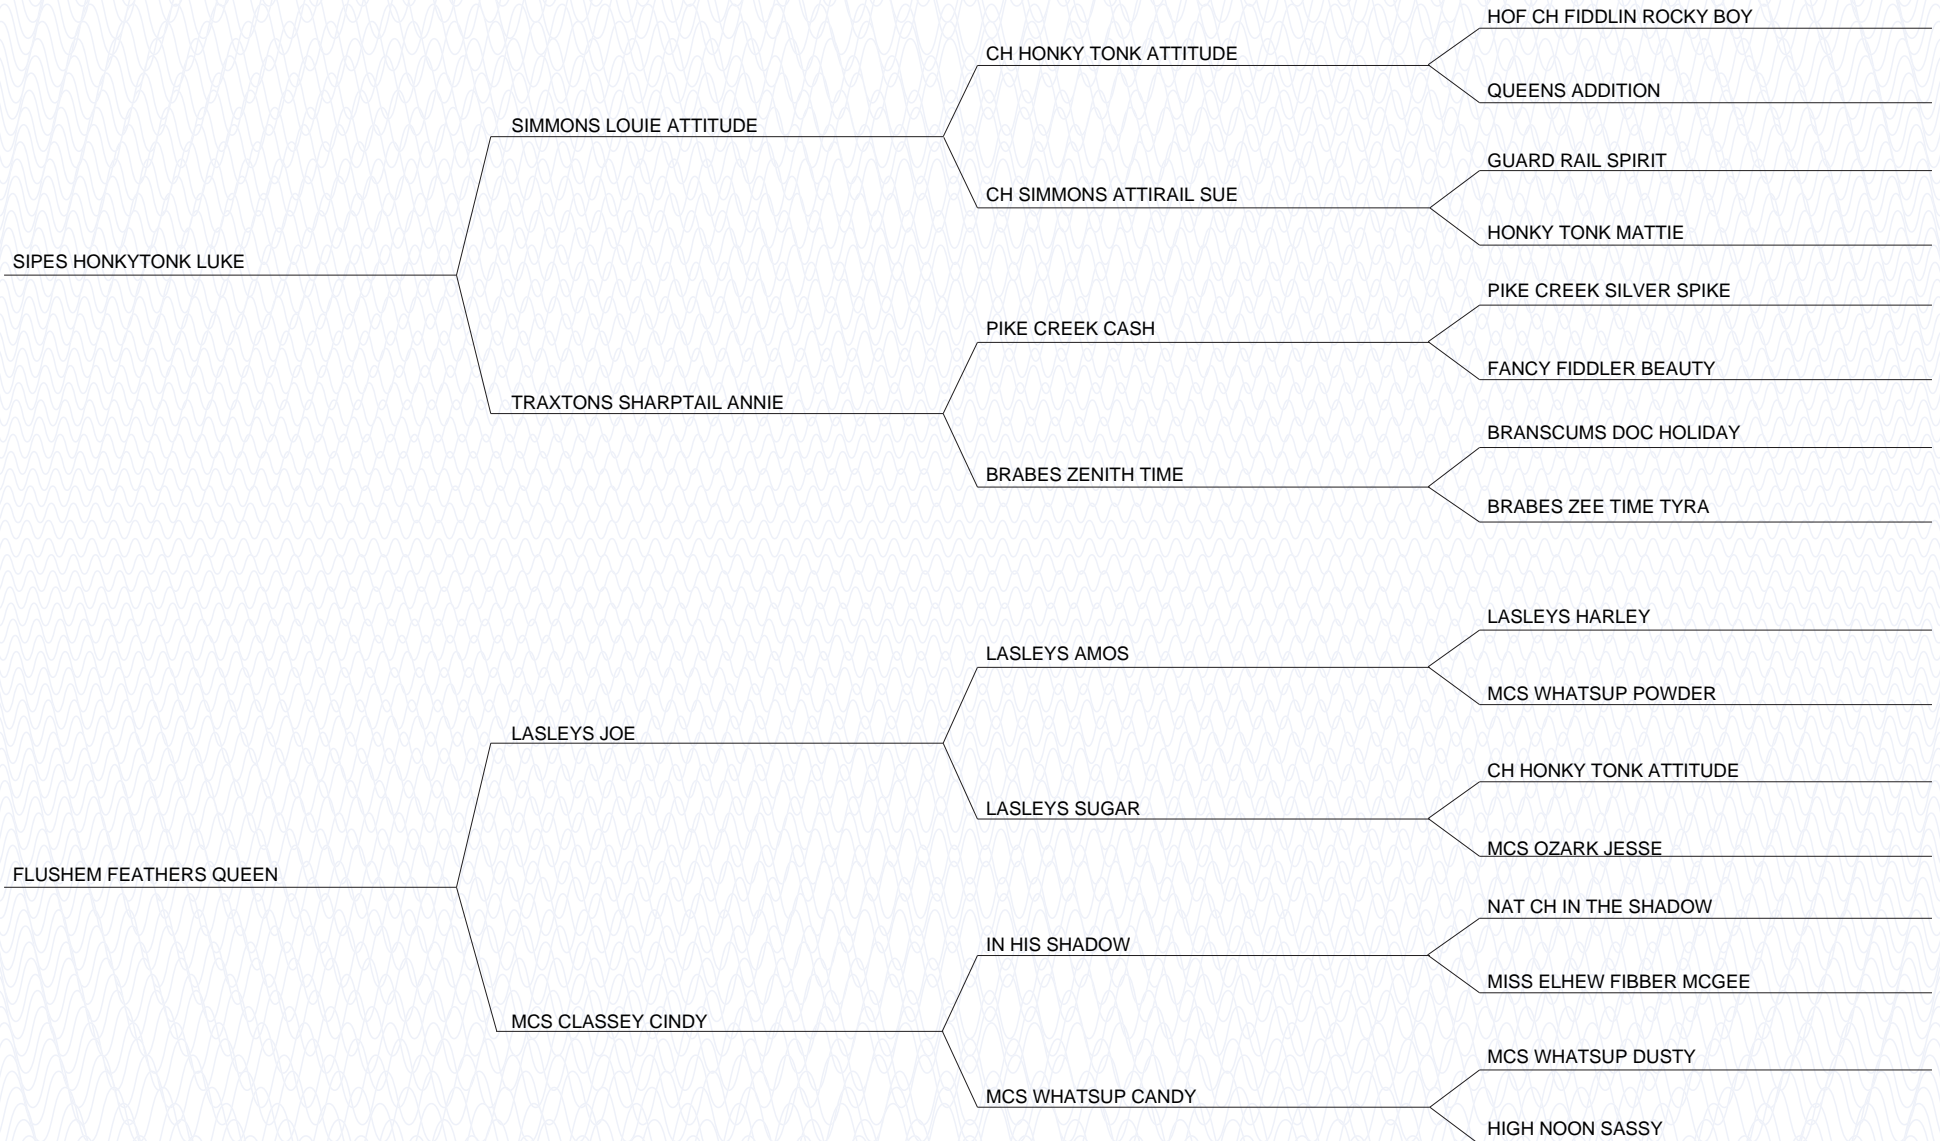 HOF CH FIDDLIN ROCKY BOY
CH HONKY TONK ATTITUDE
QUEENS ADDITION
SIMMONS LOUIE ATTITUDE
GUARD RAIL SPIRIT
CH SIMMONS ATTIRAIL SUE
HONKY TONK MATTIE
SIPES HONKYTONK LUKE
PIKE CREEK SILVER SPIKE
PIKE CREEK CASH
FANCY FIDDLER BEAUTY
TRAXTONS SHARPTAIL ANNIE
BRANSCUMS DOC HOLIDAY
BRABES ZENITH TIME
BRABES ZEE TIME TYRA
LASLEYS HARLEY
LASLEYS AMOS
MCS WHATSUP POWDER
LASLEYS JOE
CH HONKY TONK ATTITUDE
LASLEYS SUGAR
MCS OZARK JESSE
FLUSHEM FEATHERS QUEEN
NAT CH IN THE SHADOW
IN HIS SHADOW
MISS ELHEW FIBBER MCGEE
MCS CLASSEY CINDY
MCS WHATSUP DUSTY
MCS WHATSUP CANDY
HIGH NOON SASSY